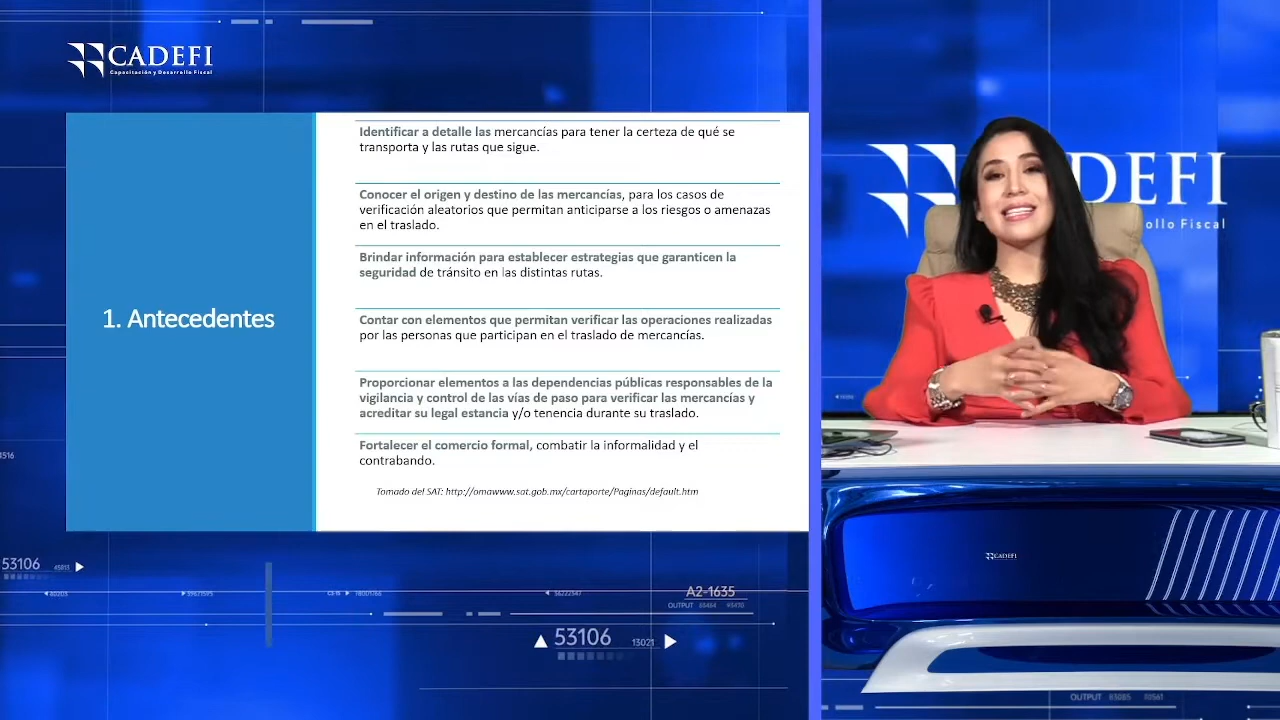 CADEFI
Capacitación y Desarrollo Fiscal
1. Antecedentes
Identificar a detalle las mercancías para tener la certeza de qué se
transporta y las rutas que sigue.
Conocer el origen y destino de las mercancías, para los casos de
verificación aleatorios que permitan anticiparse a los riesgos o amenazas
en el traslado.
Brindar información para establecer estrategias que garanticen la
seguridad de tránsito en las distintas rutas.
Contar con elementos que permitan verificar las operaciones realizadas
por las personas que participan en el traslado de mercancías.
Proporcionar elementos a las dependencias públicas responsables de la
vigilancia y control de las vías de paso para verificar las mercancías y
acreditar su legal estancia y/o tenencia durante su traslado.
Fortalecer el comercio formal, combatir la informalidad y el
contrabando.
Tomado del SAT: http://omawww.sat.gob.mx/cartaporte/Paginas/default.htm
ADEFI
ollo Fiscal
CADEFI
53106
A2-1635
OUTPUT
53106 13021
OUTPUT